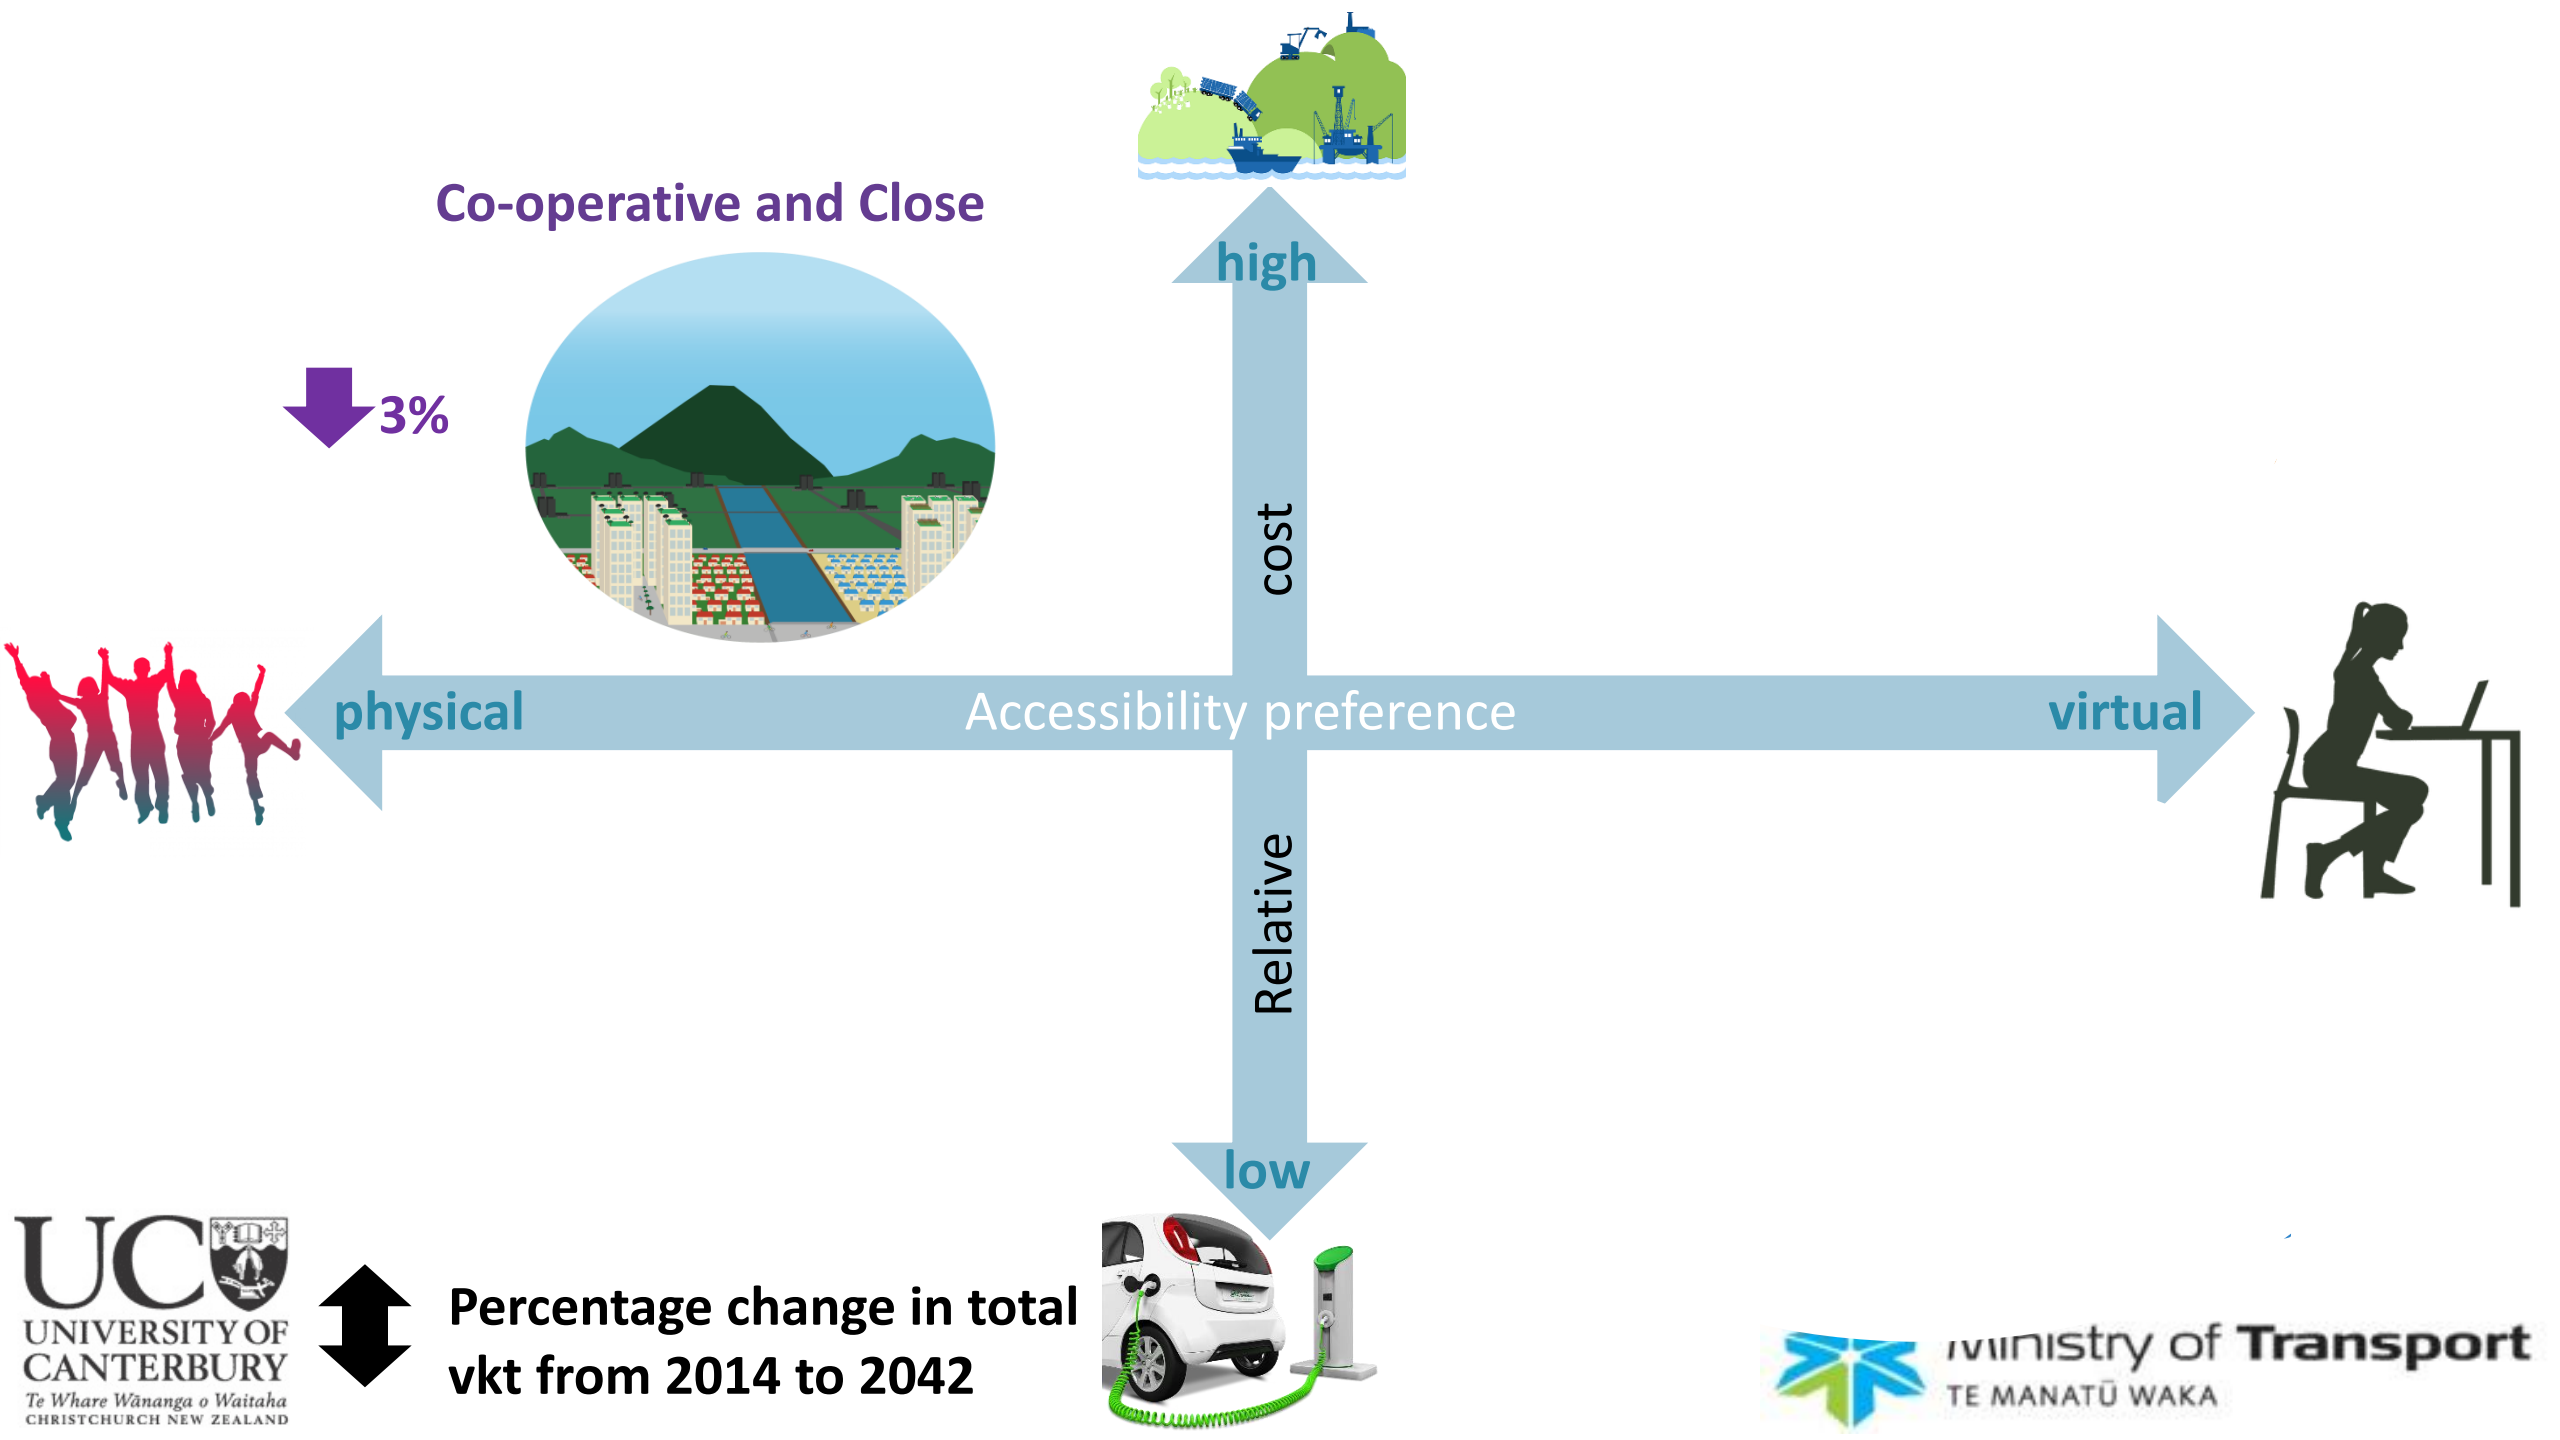 Co-operative and Close
high
3%
cost
physical
Accessibility preference
virtual
Relative
low
UC
UNIVERSITY OF
CANTERBURY
Te Whare Wānanga o Waitaha
CHRISTCHURCH NEW ZEALAND
Percentage change in total
vkt from 2014 to 2042
Ministry of Transport
TE MANATŪ WAKA